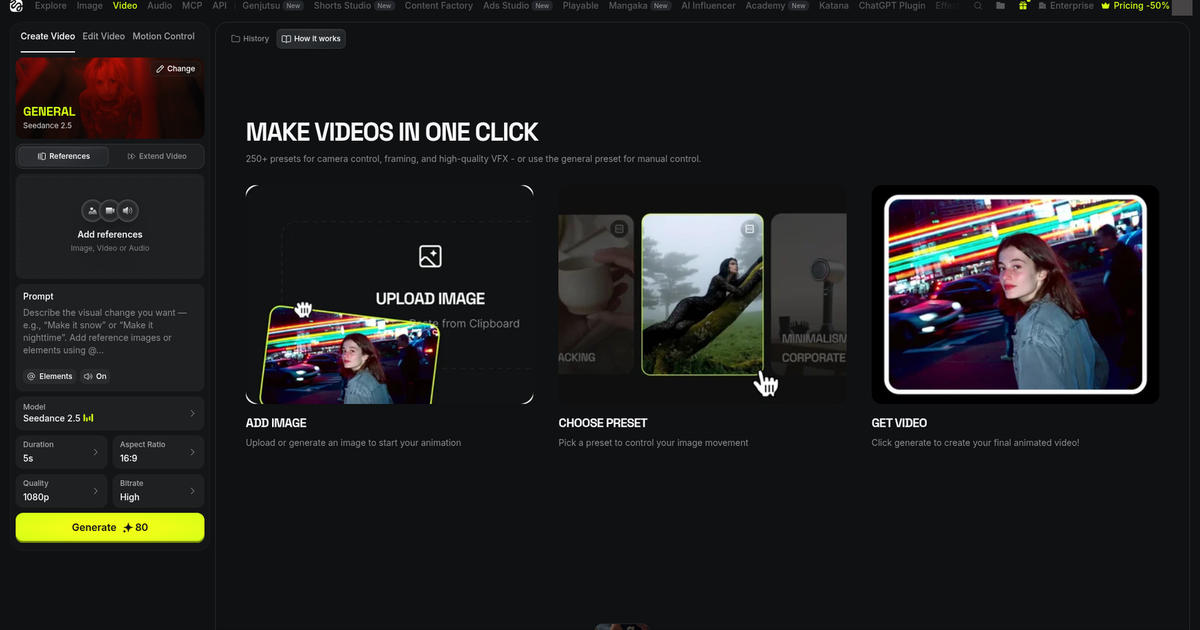 Explore Image Video Audio MCP API Genjutsu New Shorts Studio New Content Factory Ads Studio New Playable Mangaka New AI Influencer Academy New Katana ChatGPT Plugin Effect Enterprise Pricing -50%
Create Video Edit Video Motion Control
Change
GENERAL
Seedance 2.5
References Extend Video
Add references
Image, Video or Audio
Prompt
Describe the visual change you want —
e.g., “Make it snow” or “Make it
nighttime”. Add reference images or
elements using @...
Elements On
Model
Seedance 2.5
Duration
5s
Aspect Ratio
16:9
Quality
1080p
Bitrate
High
Generate 80
History How it works
MAKE VIDEOS IN ONE CLICK
250+ presets for camera control, framing, and high-quality VFX - or use the general preset for manual control.
UPLOAD IMAGE
from Clipboard
ADD IMAGE
Upload or generate an image to start your animation
ACKING
MINIMALISM
CORPORATE
CHOOSE PRESET
Pick a preset to control your image movement
GET VIDEO
Click generate to create your final animated video!